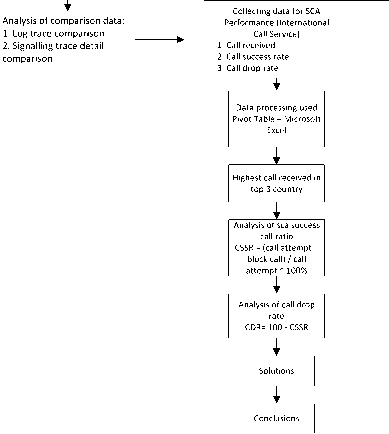 Analysis of comparison data:
1. Log trace comparison
2. Signalling trace detail
comparison
Collecting data for SCA
Performance (International
Call Service)
1. Call received
2. Call success rate
3. Call drop rate
Data processing used
Pivot Table – Microsoft
Excel
Highest call received in
top 3 country
Analysis of sca success
call ratio
CSSR = (call attempt -
block call) / call
attempt * 100%
Analysis of call drop
rate
CDR= 100 - CSSR
Solutions
Conclusions